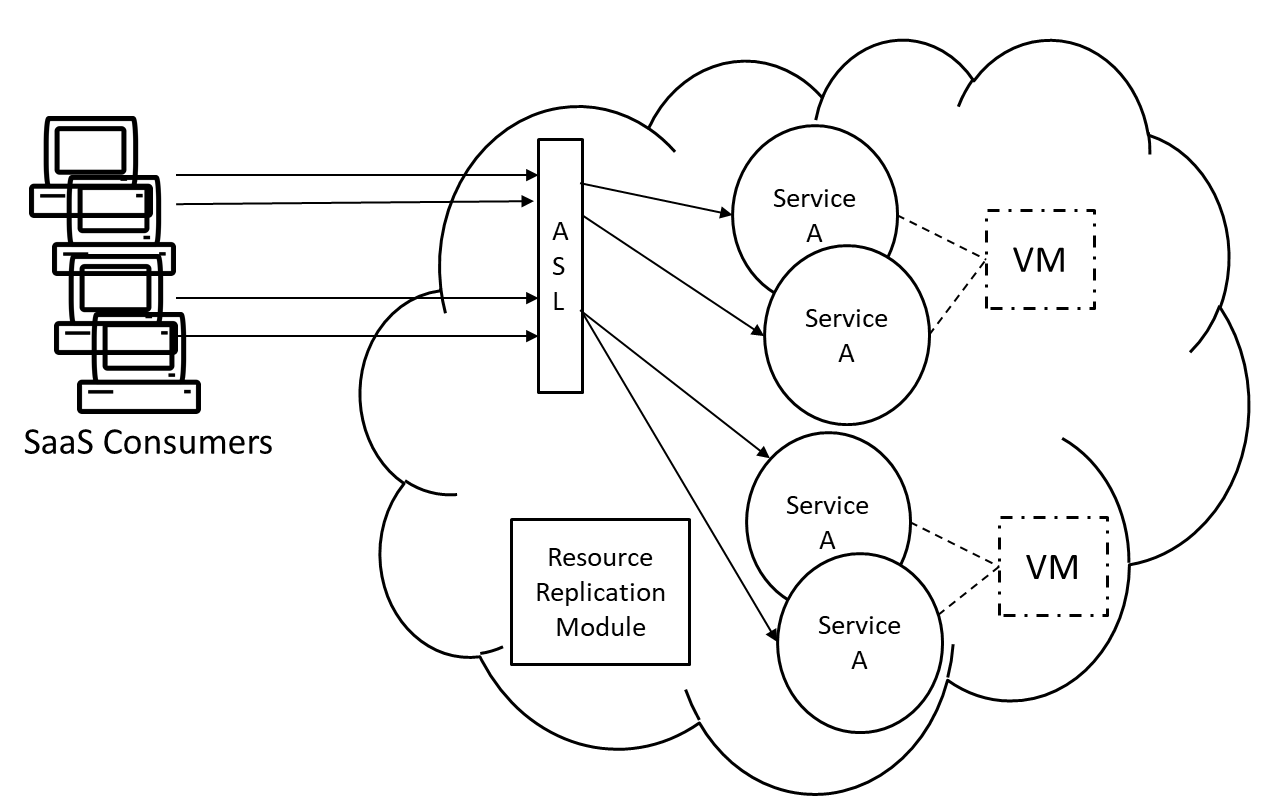 SaaS Consumers
A
S
L
Service
A
Service
A
VM
Service
A
Service
A
VM
Resource
Replication
Module